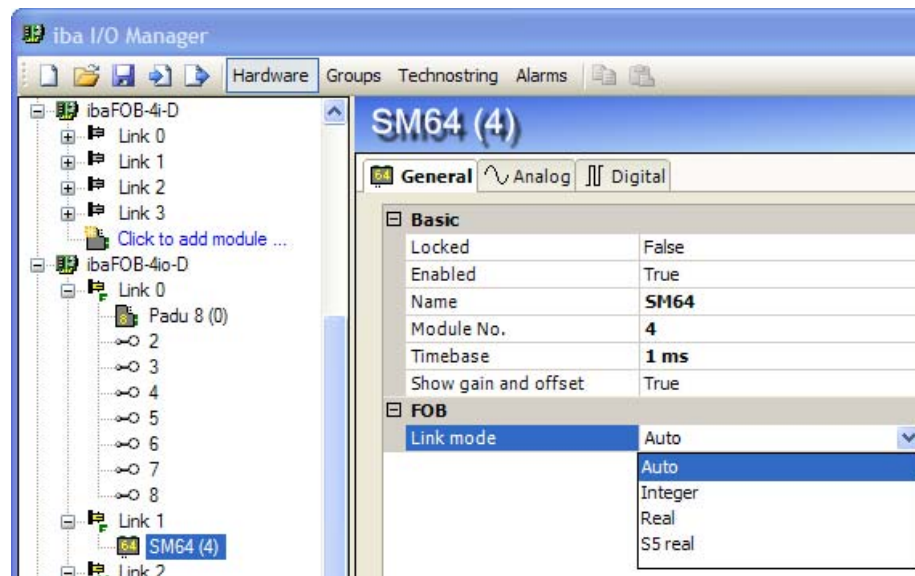 iba I/O Manager
Hardware Groups Technostring Alarms
ibaFOB-4i-D
Link 0
Link 1
Link 2
Link 3
Click to add module ...
ibaFOB-4io-D
Link 0
8 Padu 8 (0)
2
3
4
5
6
7
8
Link 1
64 SM64 (4)
Link 2
SM64 (4)
64 General Analog Digital
Basic
Locked False
Enabled True
Name SM64
Module No. 4
Timebase 1 ms
Show gain and offset True
FOB
Link mode Auto
Auto
Integer
Real
S5 real